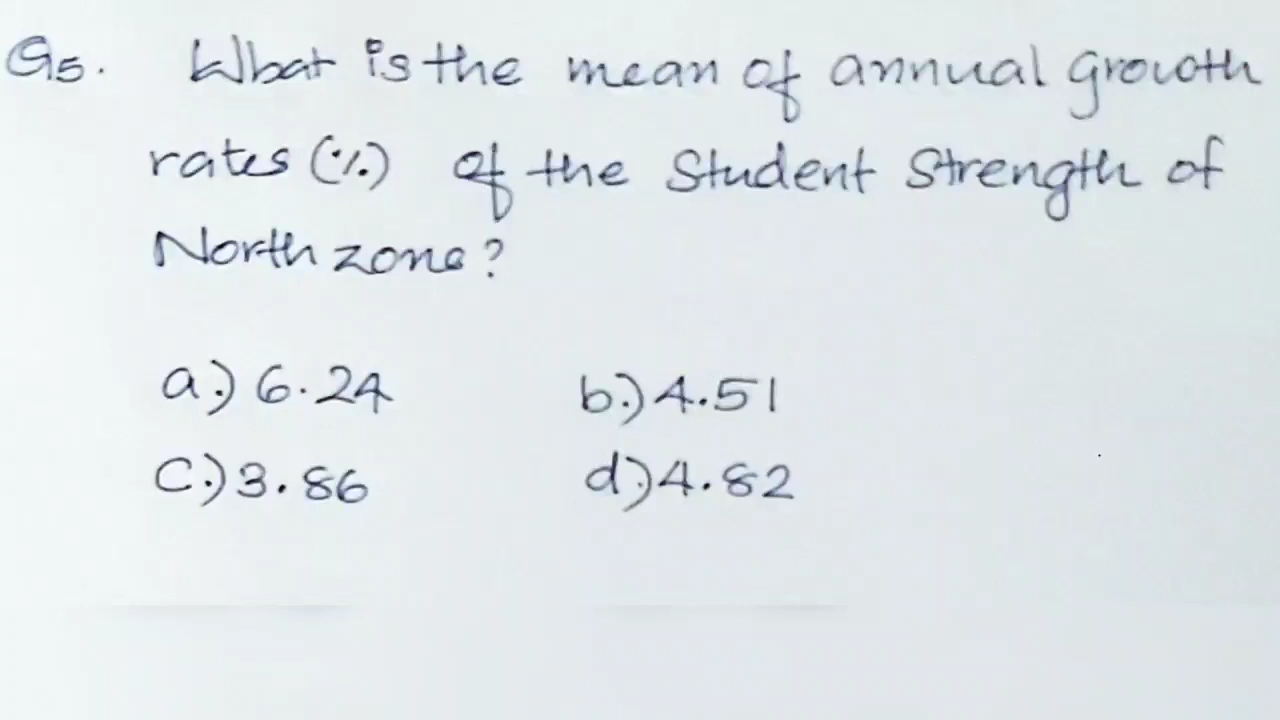 Q5. What is the mean of annual growth
rates (%) of the Student Strength of
North zone?
a.) 6.24 b.) 4.51
C.) 3.86 d.) 4.82